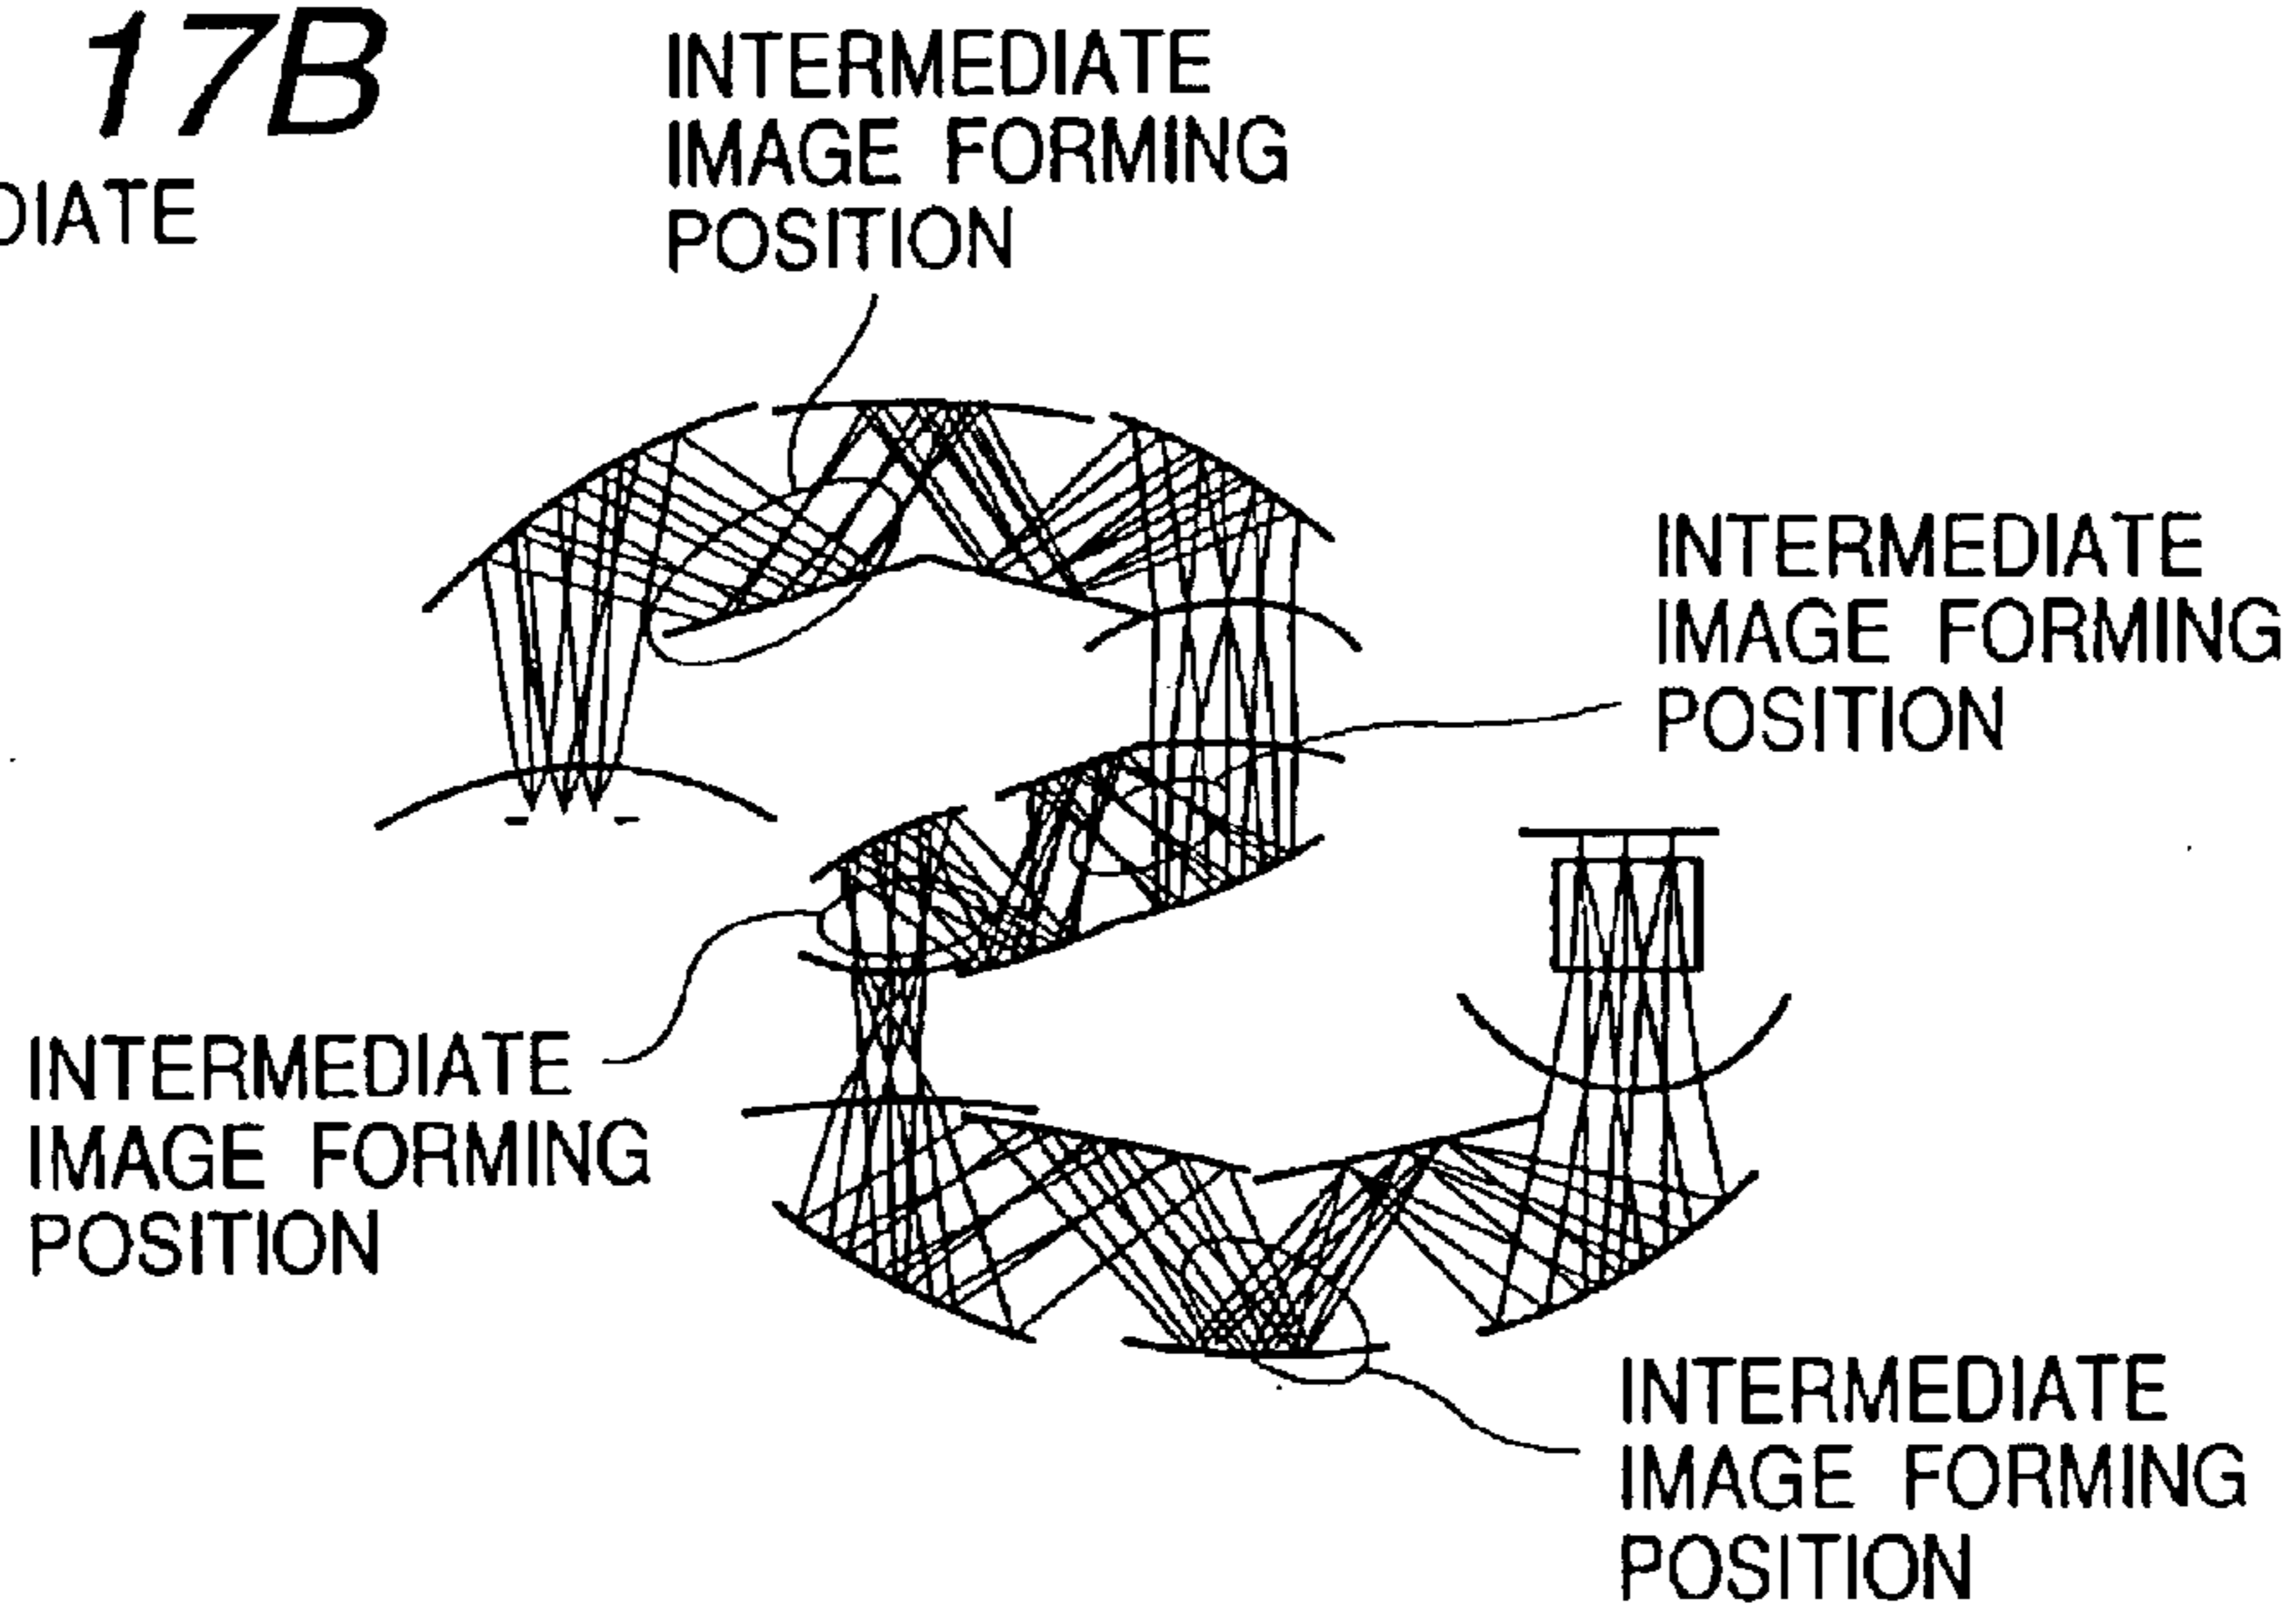 17B
DIATE
INTERMEDIATE
IMAGE FORMING
POSITION
INTERMEDIATE
IMAGE FORMING
POSITION
INTERMEDIATE
IMAGE FORMING
POSITION
INTERMEDIATE
IMAGE FORMING
POSITION